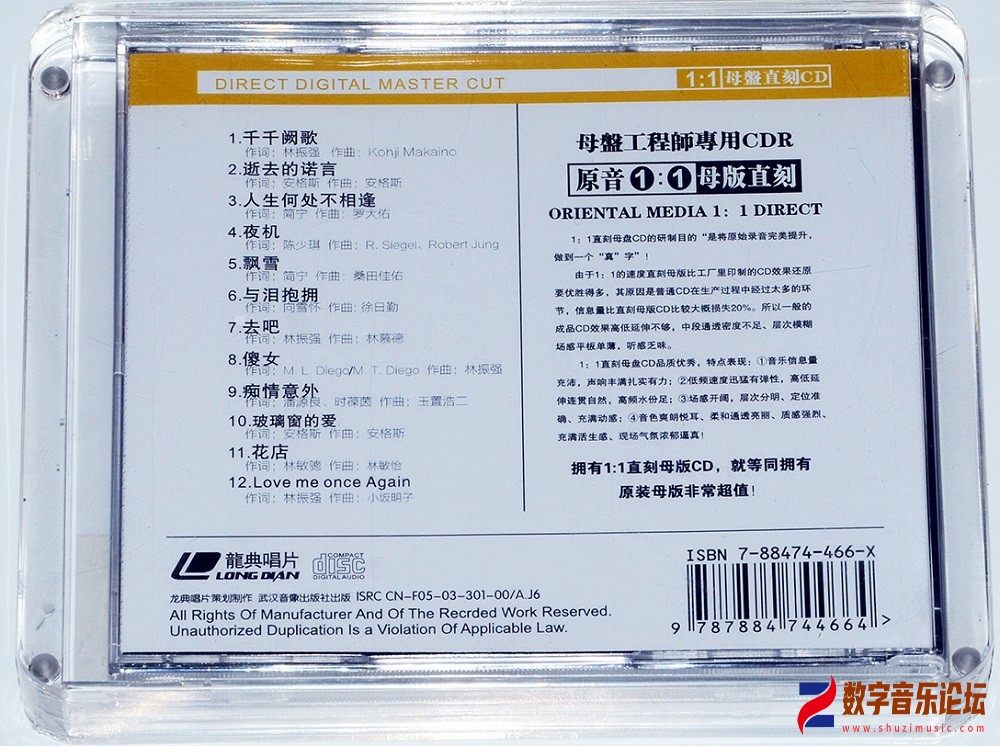 DIRECT DIGITAL MASTER CUT
1:1母盤直刻CD
1.千千阙歌
作词：林振强 作曲：Kohji Makaino
2.逝去的诺言
作词：安格斯 作曲：安格斯
3.人生何处不相逢
作词：简宁 作曲：罗大佑
4.夜机
作词：陈少琪 作曲：R. Siegel、Robert Jung
5.飘雪
作词：简宁 作曲：桑田佳佑
6.与泪抱拥
作词：向雪怀 作曲：徐日勤
7.去吧
作词：林振强 作曲：林慕德
8.傻女
作词：M. L. Diego/M. T. Diego 作曲：林振强
9.痴情意外
作词：潘源良、时葆茵 作曲：玉置浩二
10.玻璃窗的爱
作词：安格斯 作曲：安格斯
11.花店
作词：林敏骢 作曲：林敏怡
12.Love me once Again
作词：林振强 作曲：小坂明子
母盤工程師專用CDR
原音1:1母版直刻
ORIENTAL MEDIA 1：1 DIRECT
1：1直刻母盘CD的研制目的“是将原始录音完美提升，
做到一个“真”字”！
由于1：1的速度直刻母版比工厂里印制的CD效果还原
要优胜得多，其原因是普通CD在生产过程中经过太多的环
节，信息量比直刻母版CD比较大概损失20%。所以一般的
成品CD效果高低延伸不够，中段通透密度不足、层次模糊
场感平板单薄，听感乏味。
1：1直刻母盘CD品质优秀，特点表现：①音乐信息量
充沛，声响丰满扎实有力；②低频速度迅猛有弹性，高低延
伸连贯自然，高频水份足；③场感开阔，层次分明、定位准
确、充满动感；④音色爽朗悦耳、柔和通透亮丽、质感强烈、
充满活生感、现场气氛浓郁逼真！
拥有1:1直刻母版CD，就等同拥有
原装母版非常超值！
龍典唱片
LONG DIAN
COMPACT
disc
DIGITAL AUDIO
龙典唱片策划制作 武汉音像出版社出版 ISRC CN-F05-03-301-00/A.J6
All Rights Of Manufacturer And Of The Recrded Work Reserved.
Unauthorized Duplication Is a Violation Of Applicable Law.
ISBN 7-88474-466-X
9 787884 744664 >
数字音乐论坛
www.shuzimusic.com